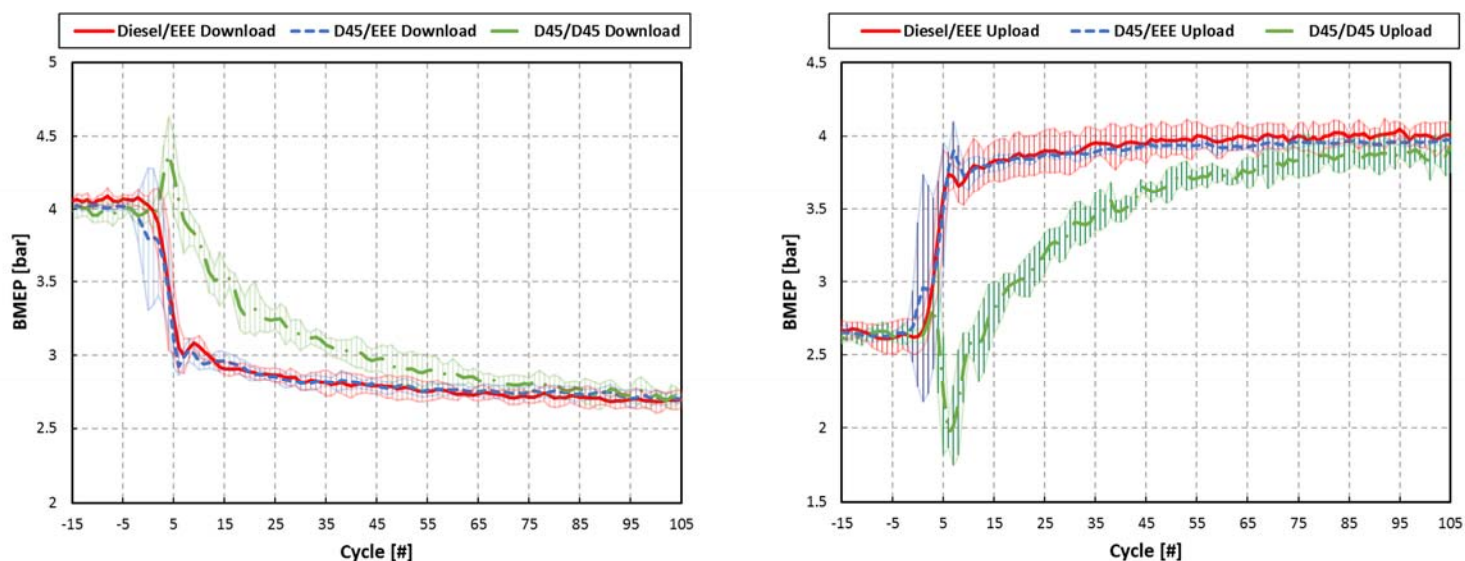 Diesel/EEE Download D45/EEE Download D45/D45 Download
5
4.5
4
3.5
3
2.5
2
BMEP [bar]
-15 -5 5 15 25 35 45 55 65 75 85 95 105
Cycle [#]
Diesel/EEE Upload D45/EEE Upload D45/D45 Upload
4.5
4
3.5
3
2.5
2
1.5
BMEP [bar]
-15 -5 5 15 25 35 45 55 65 75 85 95 105
Cycle [#]